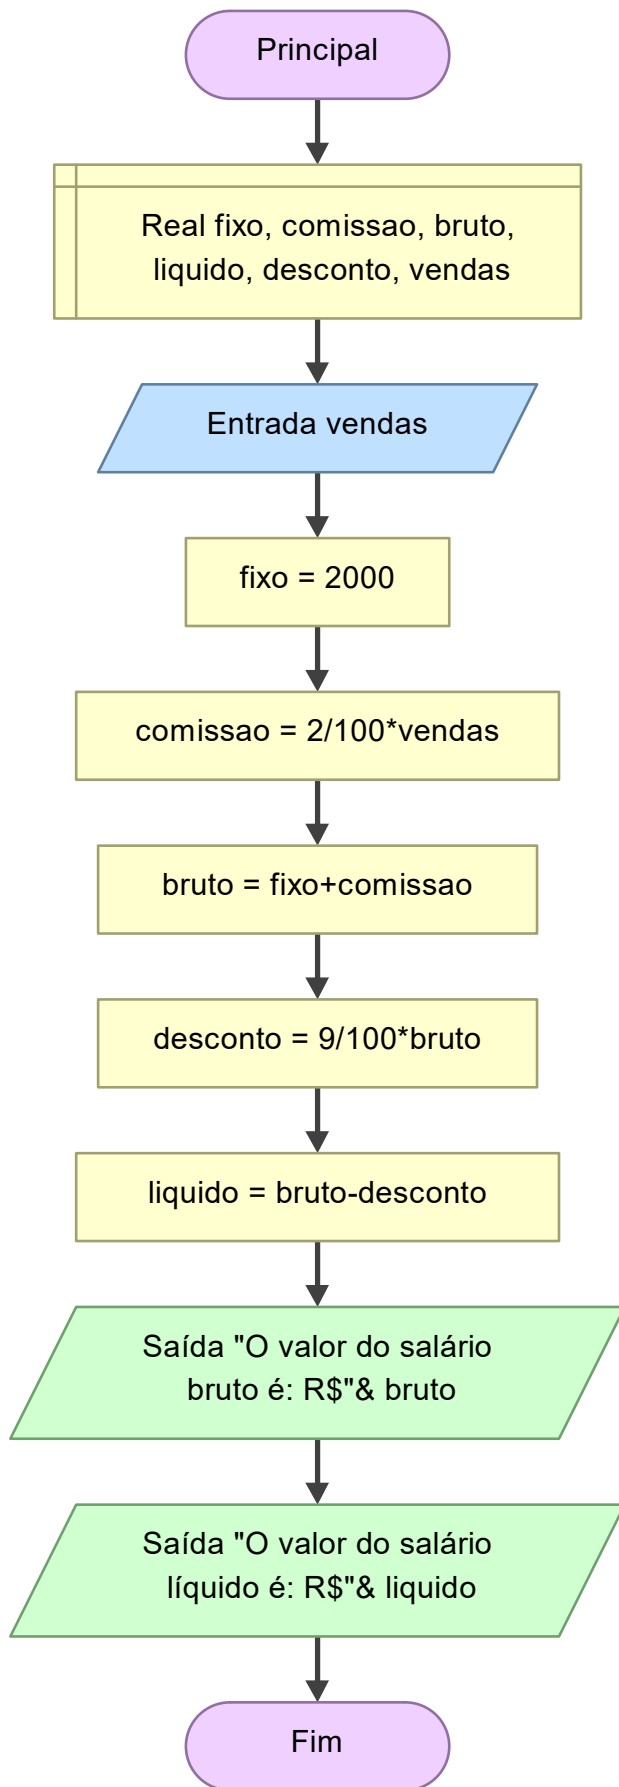 Principal
Real fixo, comissao, bruto,
liquido, desconto, vendas
Entrada vendas
fixo = 2000
comissao = 2/100*vendas
bruto = fixo+comissao
desconto = 9/100*bruto
liquido = bruto-desconto
Saída "O valor do salário
bruto é: R$"& bruto
Saída "O valor do salário
líquido é: R$"& liquido
Fim